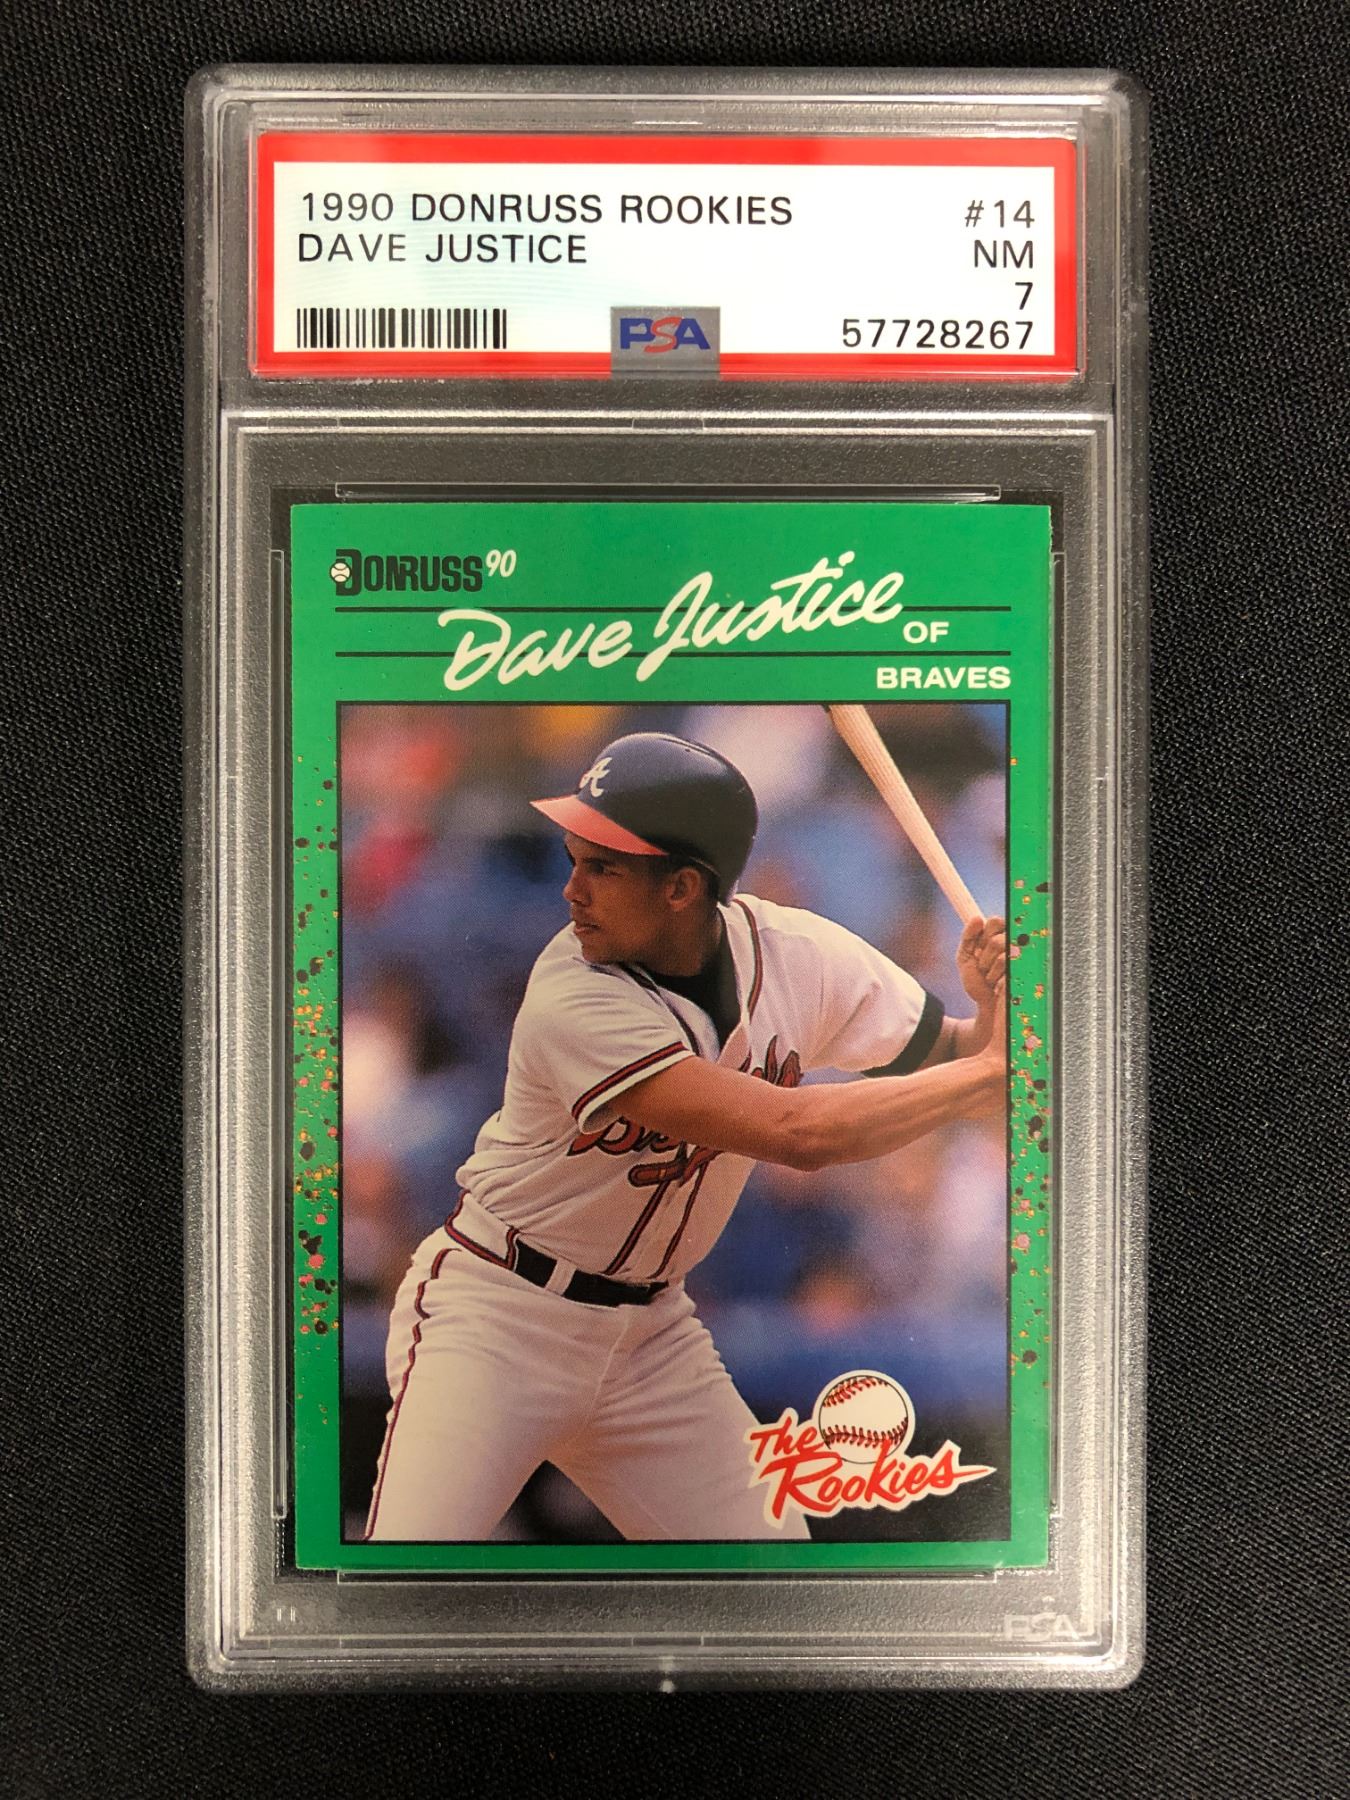 1990 DONRUSS ROOKIES #14
DAVE JUSTICE NM
7
PSA 57728267
DONRUSS 90
Dave Justice OF
BRAVES
A
Braves
The
Rookies
PSA